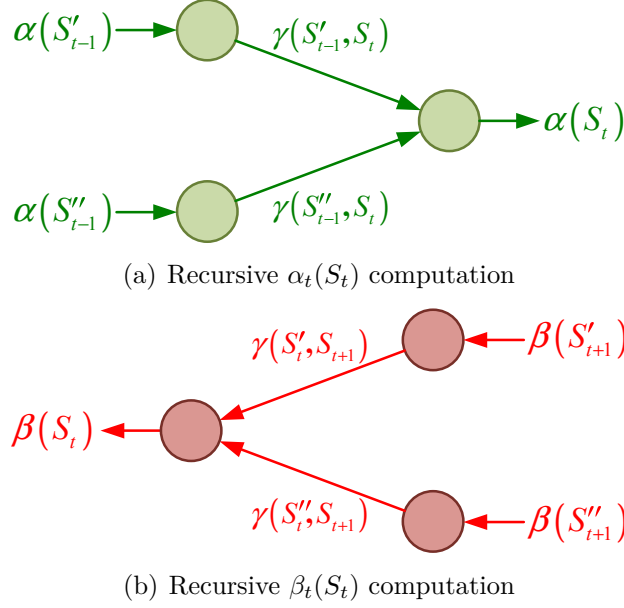 α(S′ₜ₋₁)
γ(S′ₜ₋₁, Sₜ)
α(Sₜ)
α(S″ₜ₋₁)
γ(S″ₜ₋₁, Sₜ)
(a) Recursive αₜ(Sₜ) computation
γ(S′ₜ, Sₜ₊₁)
β(S′ₜ₊₁)
β(Sₜ)
γ(S″ₜ, Sₜ₊₁)
β(S″ₜ₊₁)
(b) Recursive βₜ(Sₜ) computation